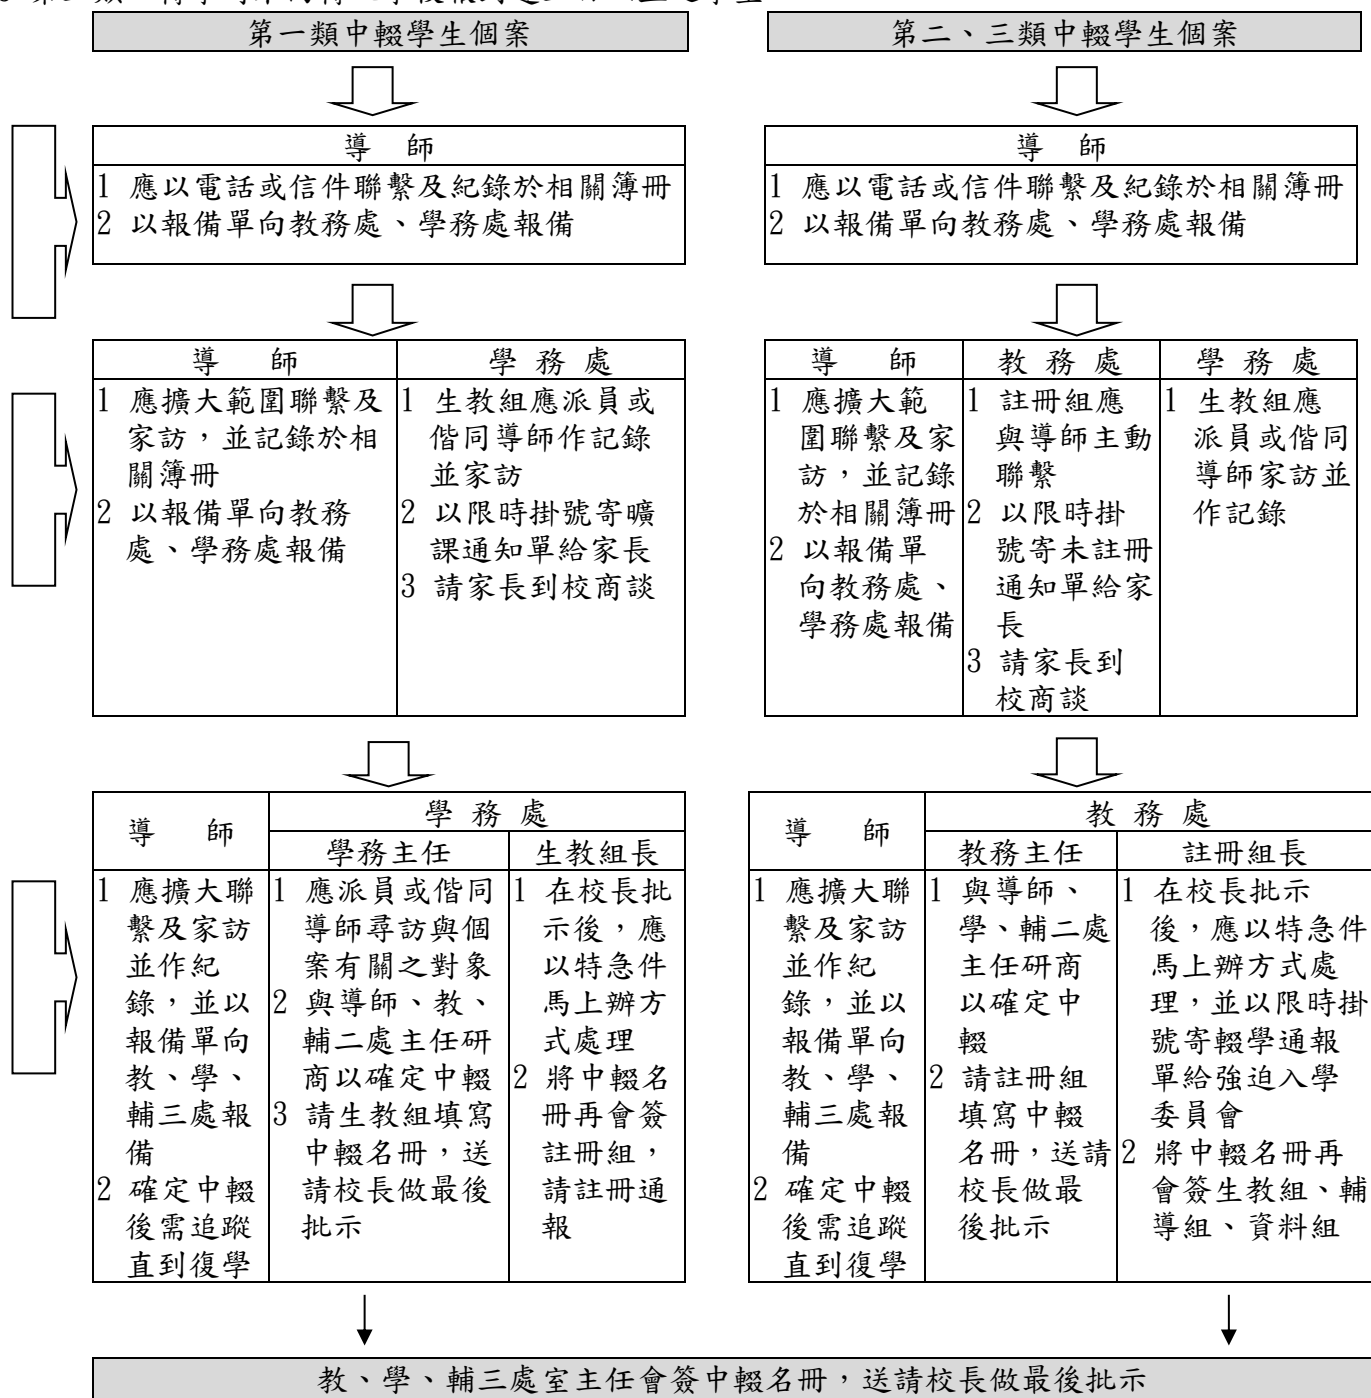 第一類中輟學生個案
第二、三類中輟學生個案
導 師
1 應以電話或信件聯繫及紀錄於相關簿冊
2 以報備單向教務處、學務處報備
導 師
1 應以電話或信件聯繫及紀錄於相關簿冊
2 以報備單向教務處、學務處報備
導 師
1 應擴大範圍聯繫及
家訪，並記錄於相
關簿冊
2 以報備單向教務
處、學務處報備
學 務 處
1 生教組應派員或
偕同導師作記錄
並家訪
2 以限時掛號寄曠
課通知單給家長
3 請家長到校商談
導 師
1 應擴大範
圍聯繫及家
訪，並記錄
於相關簿冊
2 以報備單
向教務處、
學務處報備
教 務 處
1 註冊組應
與導師主動
聯繫
2 以限時掛
號寄未註冊
通知單給家
長
3 請家長到
校商談
學 務 處
1 生教組應
派員或偕同
導師家訪並
作記錄
導 師
1 應擴大聯
繫及家訪
並作紀
錄，並以
報備單向
教、學、
輔三處報
備
2 確定中輟
後需追蹤
直到復學
學 務 處
學務主任
1 應派員或偕同
導師尋訪與個
案有關之對象
2 與導師、教、
輔二處主任研
商以確定中輟
3 請生教組填寫
中輟名冊，送
請校長做最後
批示
生教組長
1 在校長批
示後，應
以特急件
馬上辦方
式處理
2 將中輟名
冊再會簽
註冊組，
請註冊通
報
導 師
1 應擴大聯
繫及家訪
並作紀
錄，並以
報備單向
教、學、
輔三處報
備
2 確定中輟
後需追蹤
直到復學
教 務 處
教務主任
1 與導師、
學、輔二處
主任研商
以確定中
輟
2 請註冊組
填寫中輟
名冊，送請
校長做最
後批示
註冊組長
1 在校長批示
後，應以特急件
馬上辦方式處
理，並以限時掛
號寄輟學通報
單給強迫入學
委員會
2 將中輟名冊再
會簽生教組、輔
導組、資料組
教、學、輔三處室主任會簽中輟名冊，送請校長做最後批示